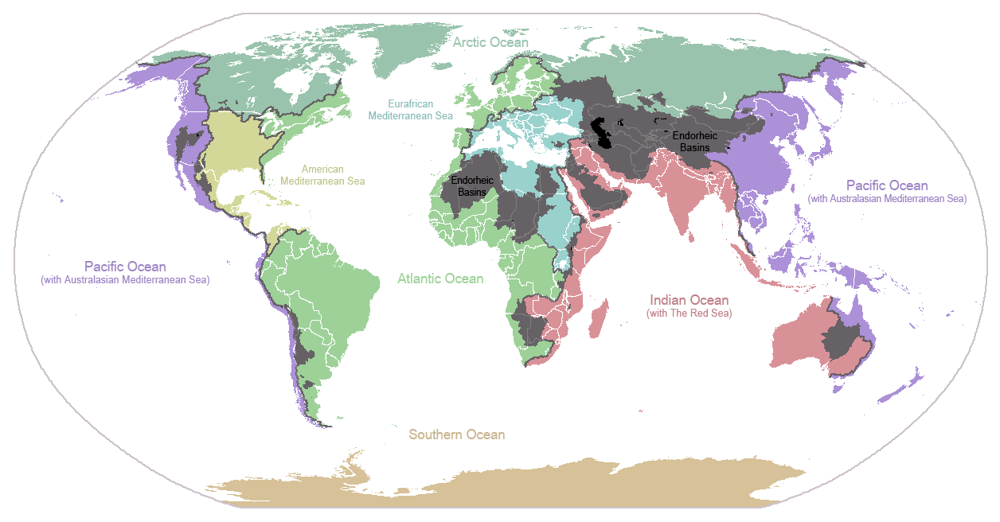 Arctic Ocean
Eurafrican
Mediterranean Sea
Endorheic
Basins
American
Mediterranean Sea
Endorheic
Basins
Pacific Ocean
(with Australasian Mediterranean Sea)
Pacific Ocean
(with Australasian Mediterranean Sea)
Atlantic Ocean
Indian Ocean
(with The Red Sea)
Southern Ocean